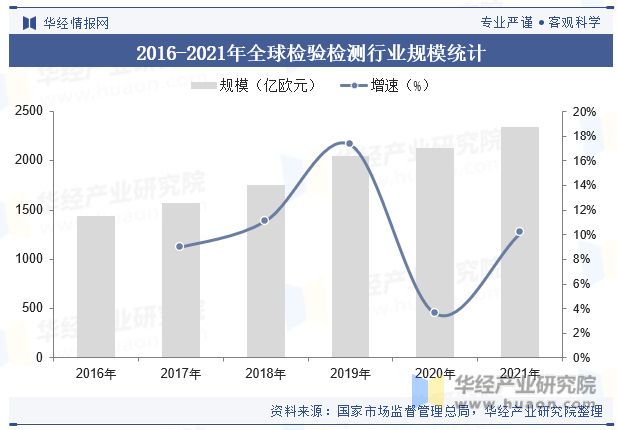 华经情报网
专业严谨 ● 客观科学
2016-2021年全球检验检测行业规模统计
规模（亿欧元） 增速（%）
2500 20%
18%
2000 16%
14%
1500 12%
10%
1000 8%
6%
500 4%
2%
0 0%
2016年 2017年 2018年 2019年 2020年 2021年
华经产业研究院
www.huaon.com
资料来源：国家市场监督管理总局，华经产业研究院整理